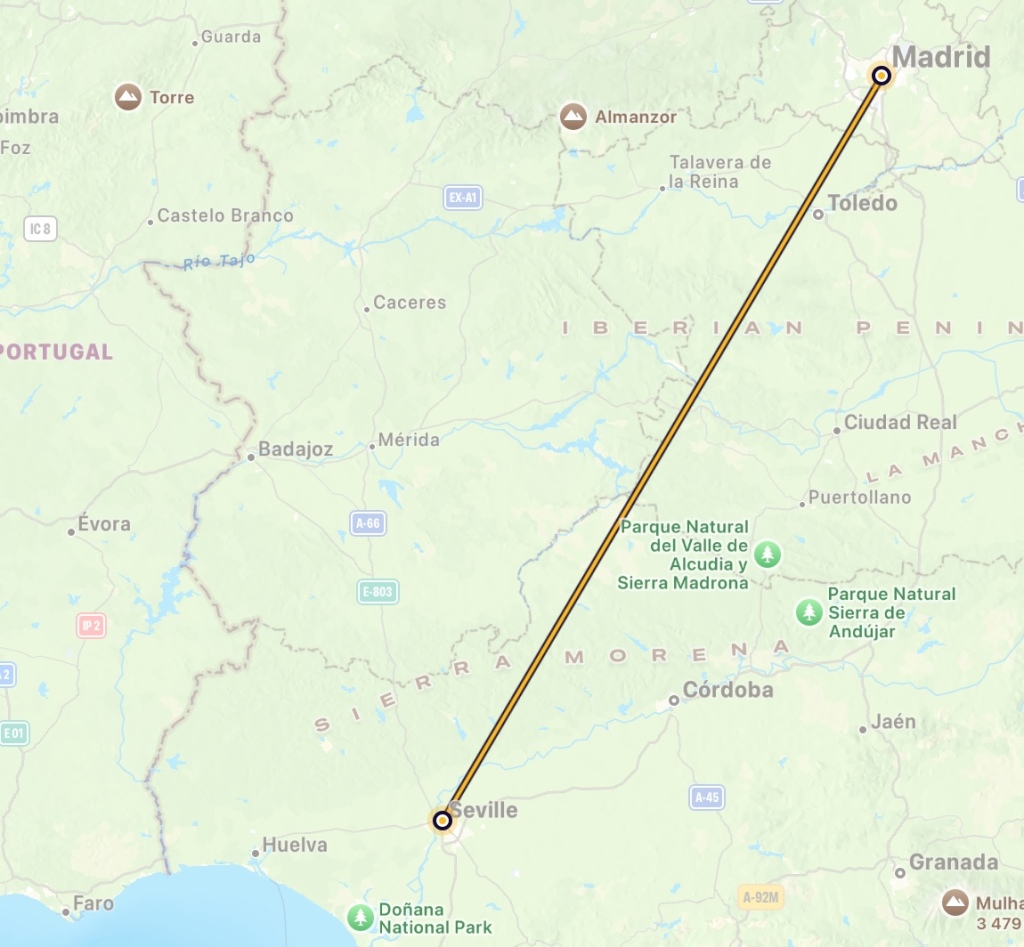 Guarda
Madrid
Torre
Almanzor
oimbra
Foz
Talavera de
la Reina
EX-A1
Toledo
Castelo Branco
IC 8
Río Tajo
Caceres
IBERIAN PENIN
PORTUGAL
Ciudad Real
Mérida
Badajoz
LA MANCH
Puertollano
Évora
A-66
Parque Natural
del Valle de
Alcudia y
Sierra Madrona
E-803
Parque Natural
Sierra de
Andújar
IP 2
SIERRA MORENA
2
Córdoba
Jaén
E 01
A-45
Seville
Huelva
Granada
A-92M
Faro
Doñana
National Park
Mulha
3 479